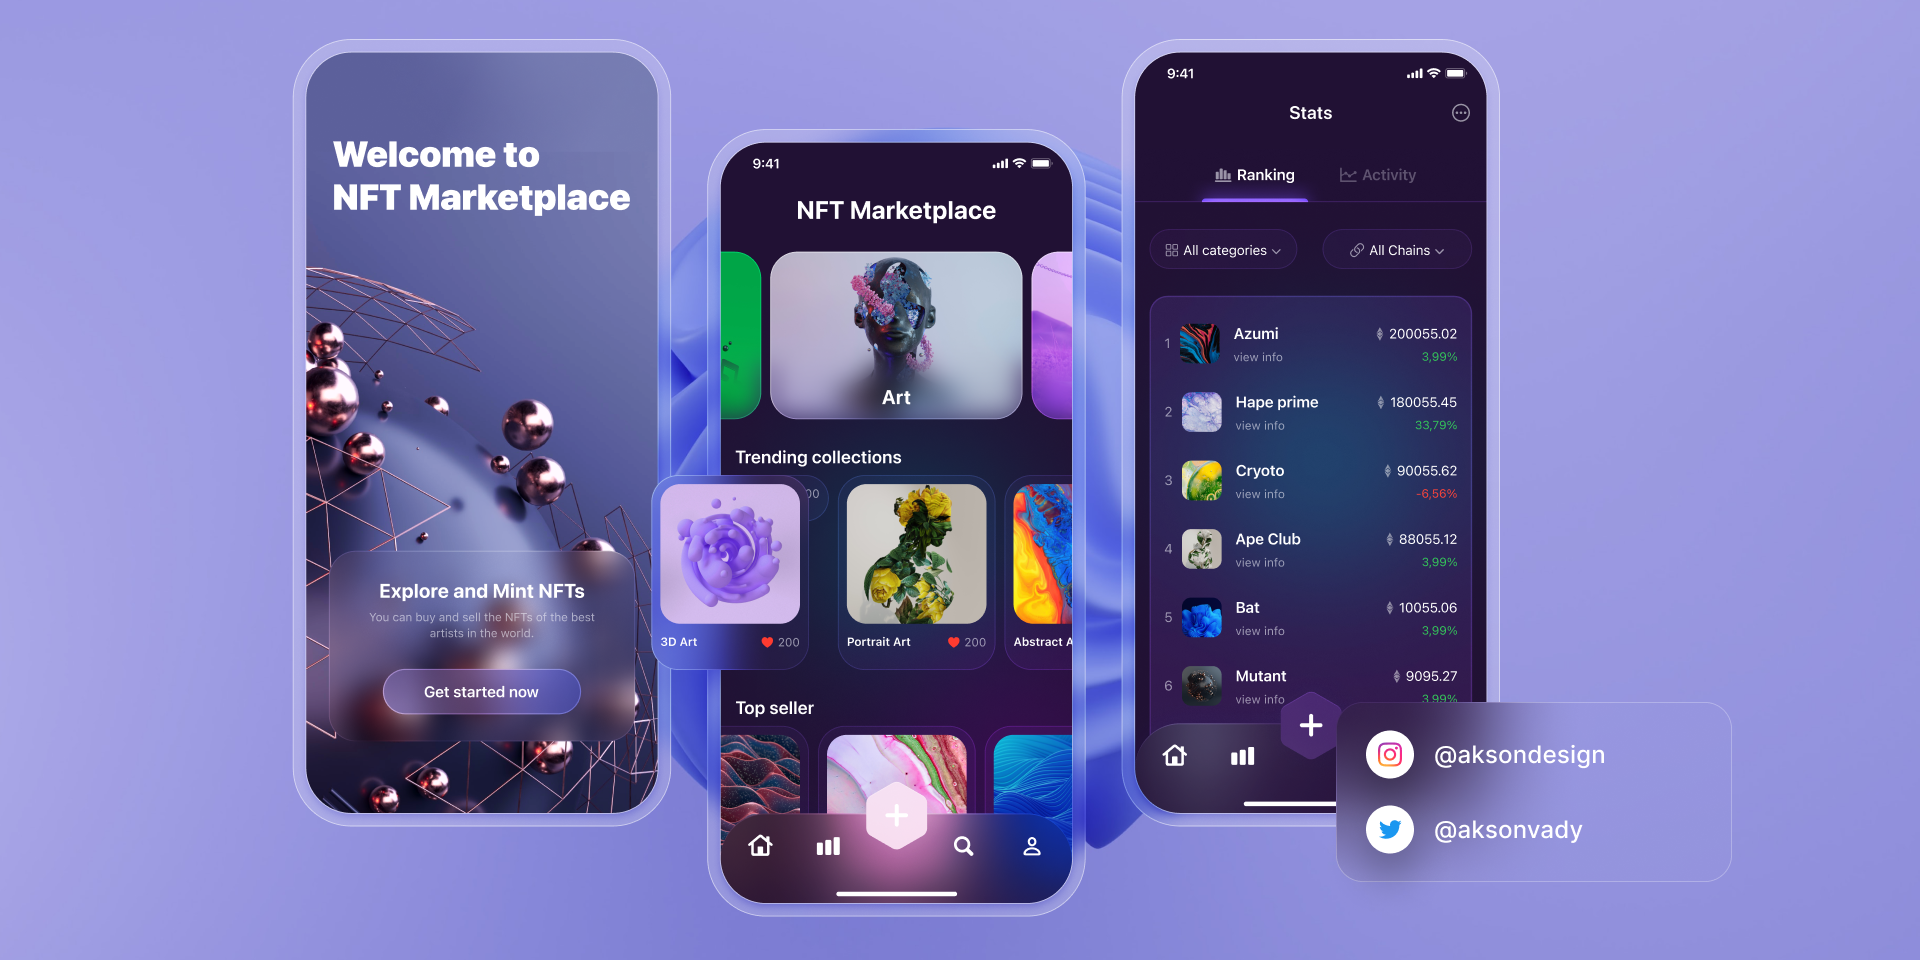 Welcome to
NFT Marketplace
Explore and Mint NFTs
You can buy and sell the NFTs of the best
artists in the world.
Get started now
9:41
NFT Marketplace
Art
Trending collections
00
3D Art
200
Portrait Art
200
Abstract A
Top seller
9:41
Stats
Ranking
Activity
All categories
All Chains
1
Azumi
200055.02
view info
3,99%
2
Hape prime
180055.45
view info
33,79%
3
Cryoto
90055.62
view info
-6,56%
4
Ape Club
88055.12
view info
3,99%
5
Bat
10055.06
view info
3,99%
6
Mutant
9095.27
view info
3,99%
@aksondesign
@aksonvady